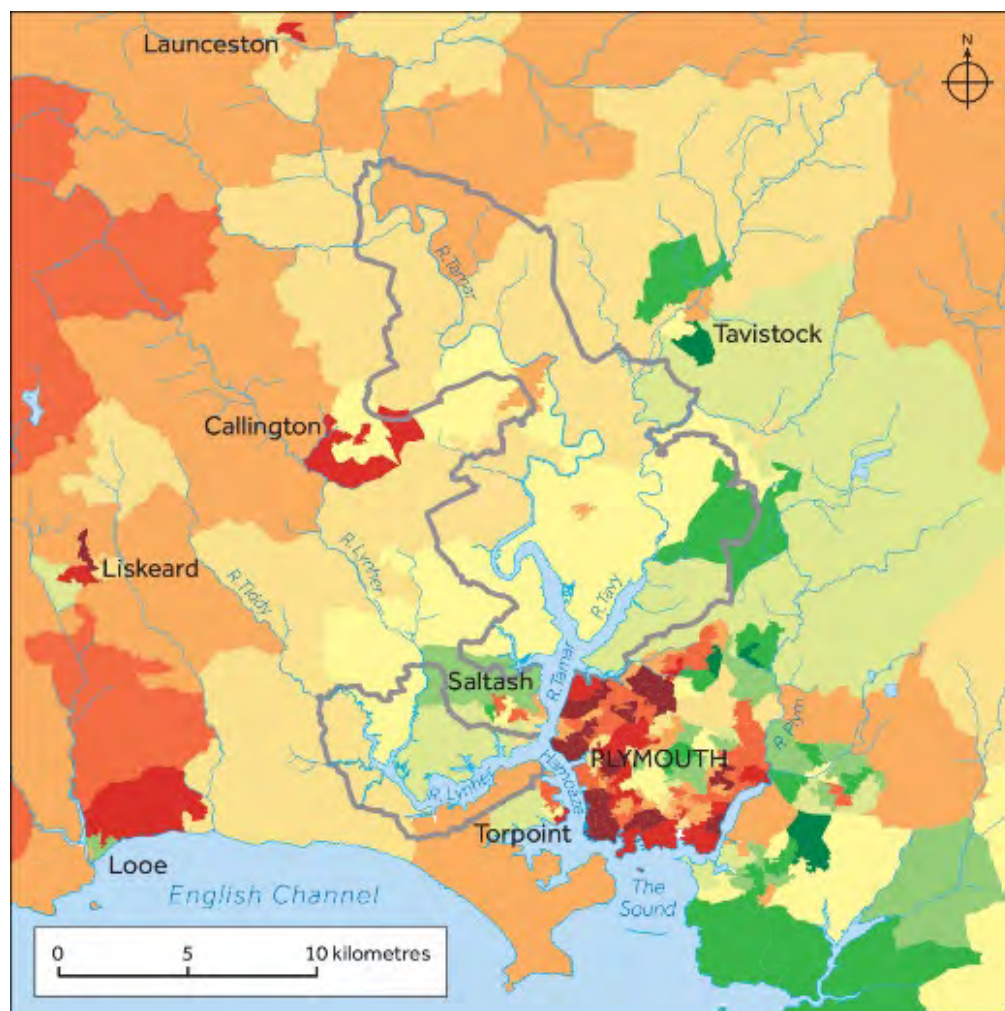 Launceston
N
R.Tamar
Tavistock
Callington
R.Lynher
Liskeard
R.Tiddy
R.Tavy
Saltash
R.Tamar
R.Plym
PLYMOUTH
Hamoaze
R.Lynher
Torpoint
Looe
English Channel
The
Sound
0 5 10 kilometres